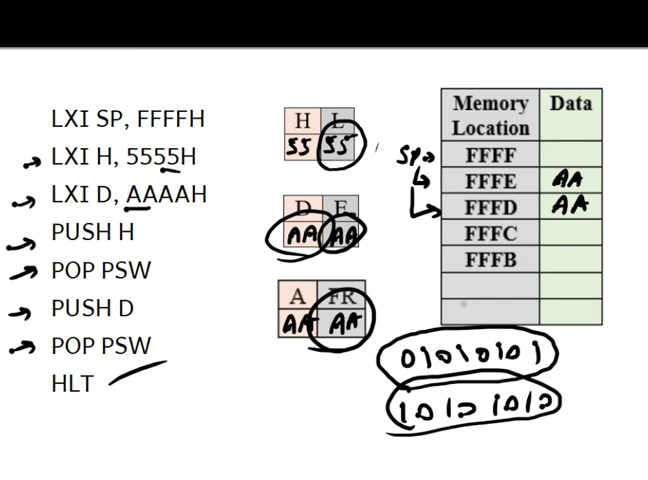 LXI SP, FFFFH
LXI H, 5555H
LXI D, AAAAH
PUSH H
POP PSW
PUSH D
POP PSW
HLT
H L
55 55
D E
AA AA
A FR
AA AA
Memory Location Data
SP FFFF
FFFE AA
FFFD AA
FFFC
FFFB
01010101
10101010